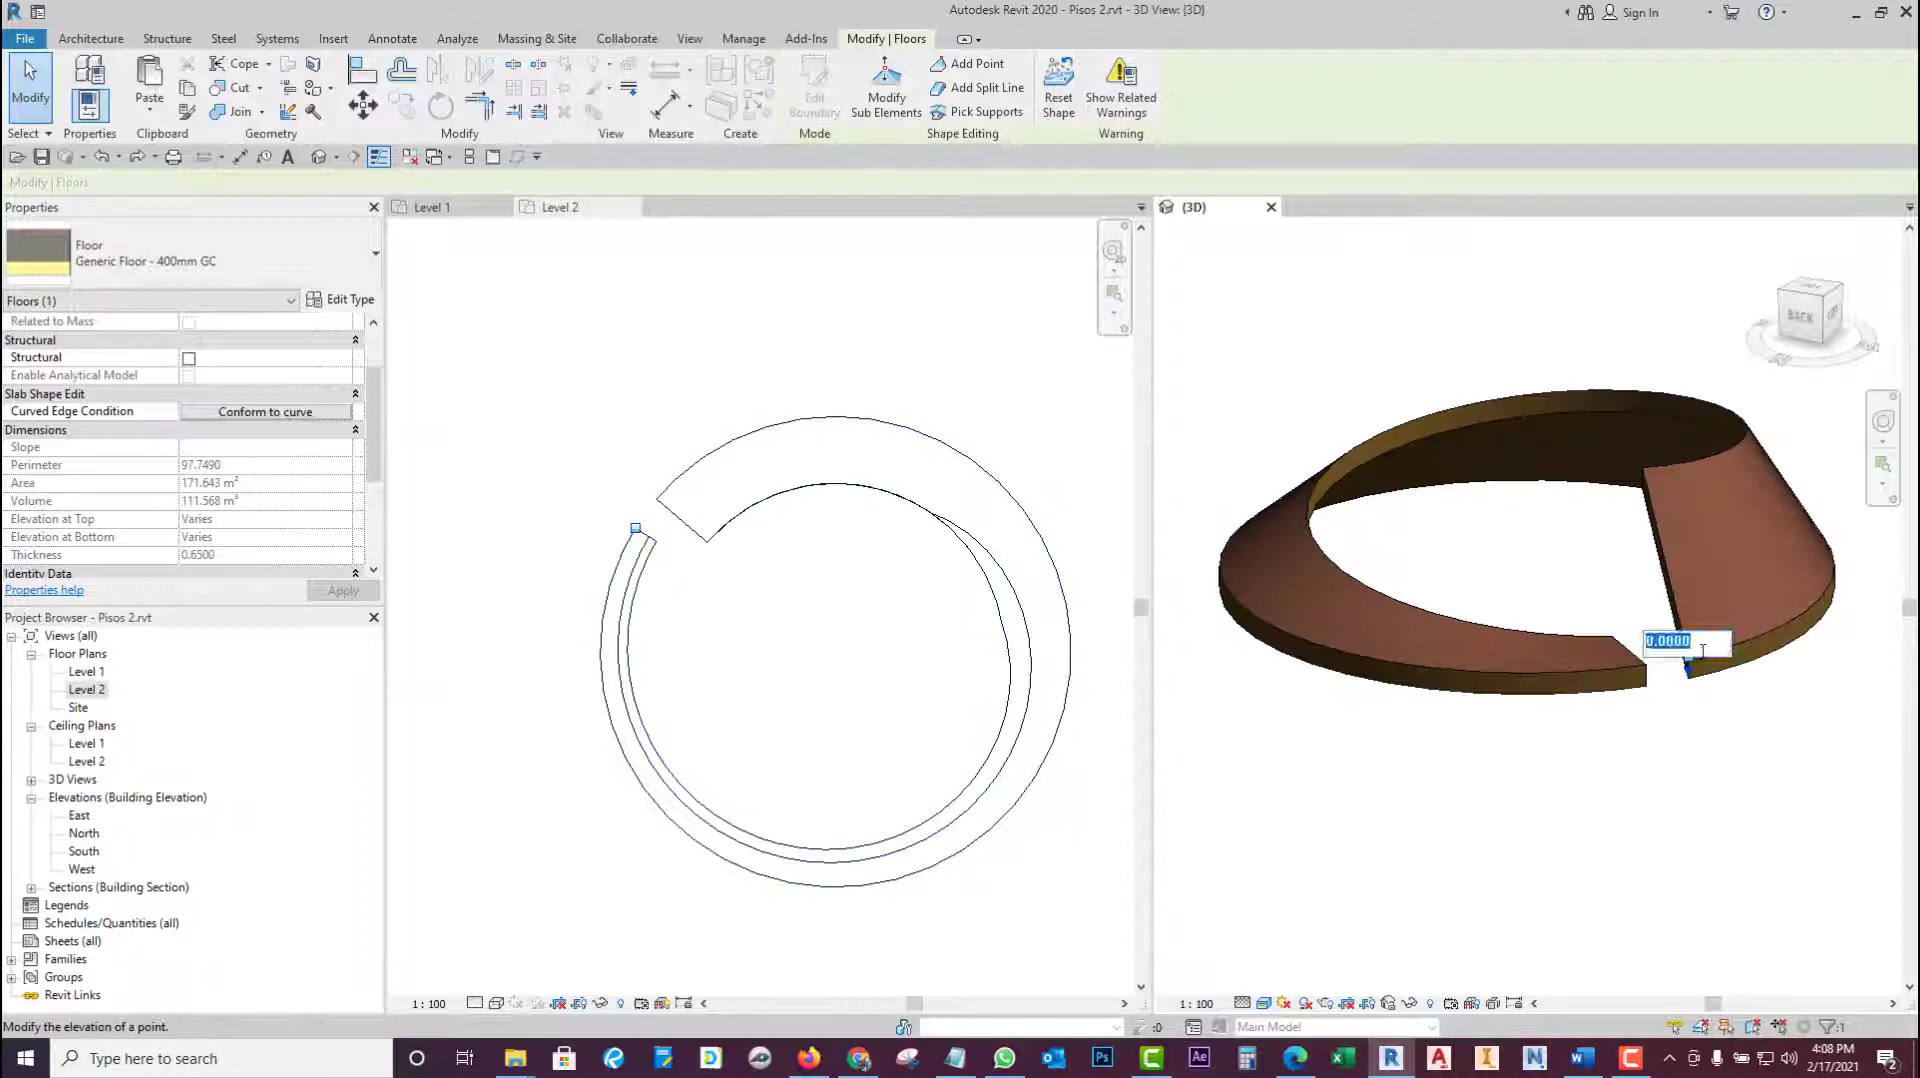 Autodesk Revit 2020 - Pisos 2.rvt - 3D View: {3D}
Sign In
File Architecture Structure Steel Systems Insert Annotate Analyze Massing & Site Collaborate View Manage Add-Ins Modify | Floors
Modify
Paste
Cope
Cut
Join
Edit Boundary
Modify Sub Elements
Add Point
Add Split Line
Pick Supports
Reset Shape
Show Related Warnings
Select Properties Clipboard Geometry Modify View Measure Create Mode Shape Editing Warning
Modify | Floors
Properties
Level 1
Level 2
{3D}
Floor
Generic Floor - 400mm GC
Floors (1)
Edit Type
Related to Mass
Structural
Structural
Enable Analytical Model
Slab Shape Edit
Curved Edge Condition Conform to curve
Dimensions
Slope
Perimeter 97.7490
Area 171.643 m²
Volume 111.568 m³
Elevation at Top Varies
Elevation at Bottom Varies
Thickness 0.6500
Identity Data
Properties help
Apply
Project Browser - Pisos 2.rvt
Views (all)
Floor Plans
Level 1
Level 2
Site
Ceiling Plans
Level 1
Level 2
3D Views
Elevations (Building Elevation)
East
North
South
West
Sections (Building Section)
Legends
Schedules/Quantities (all)
Sheets (all)
Families
Groups
Revit Links
BACK
0.0000
1 : 100
1 : 100
Modify the elevation of a point.
:0
Main Model
:1
Type here to search
Ps
Ae
4:08 PM
2/17/2021
2